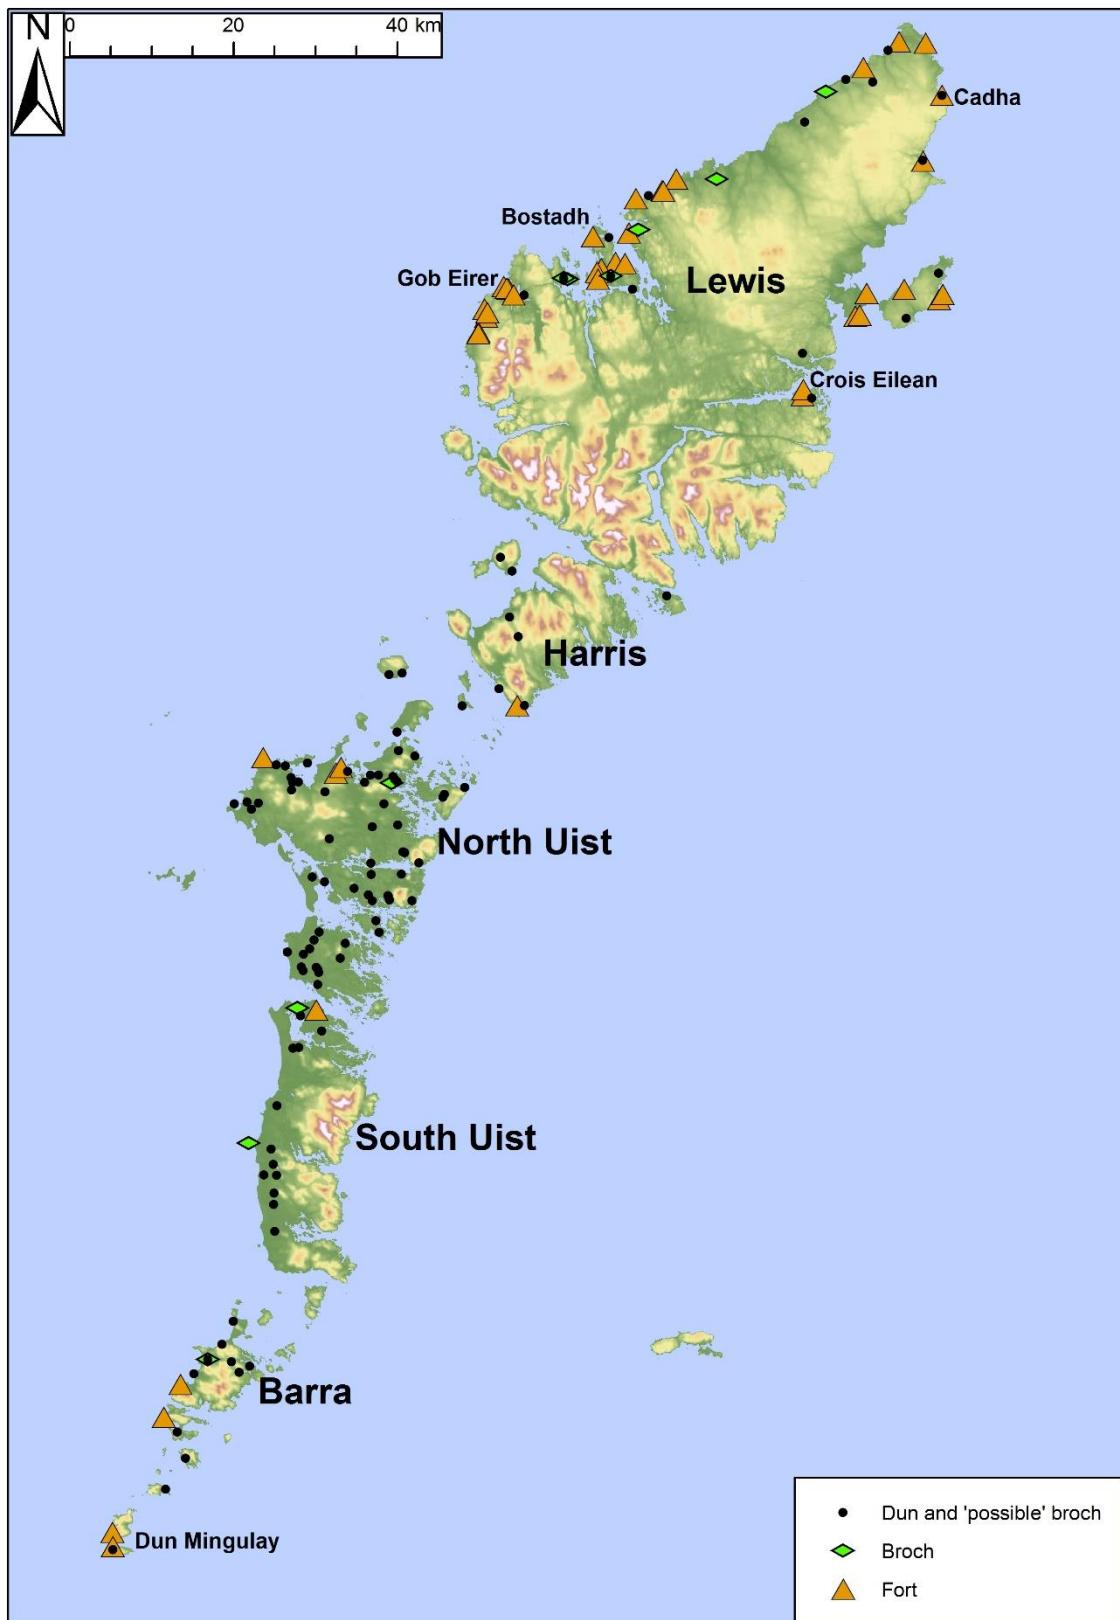 N
0 20 40 km
Cadha
Bostadh
Gob Eirer
Lewis
Crois Eilean
Harris
North Uist
South Uist
Barra
Dun Mingulay
Dun and 'possible' broch
Broch
Fort